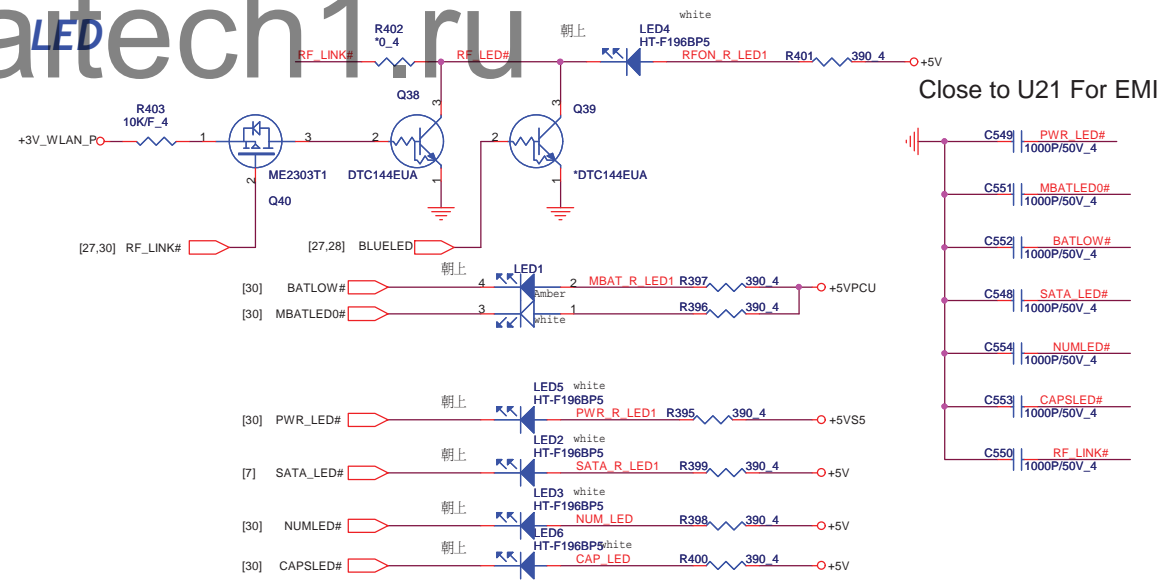 aitech1.ru
LED
R402
*0_4
RF_LINK#
RF_LED#
朝上
white
LED4
HT-F196BP5
RFON_R_LED1
R401
390_4
+5V
Close to U21 For EMI
R403
10K/F_4
+3V_WLAN_P
1
3
2
ME2303T1
Q40
Q38
3
2
1
DTC144EUA
Q39
3
2
1
*DTC144EUA
[27,30] RF_LINK#
[27,28] BLUELED
朝上
LED1
[30] BATLOW#
4
2
Amber
MBAT_R_LED1
R397
390_4
+5VPCU
[30] MBATLED0#
3
1
white
R396
390_4
LED5 white
HT-F196BP5
朝上
[30] PWR_LED#
PWR_R_LED1
R395
390_4
+5VS5
LED2 white
HT-F196BP5
朝上
[7] SATA_LED#
SATA_R_LED1
R399
390_4
+5V
LED3 white
HT-F196BP5
朝上
[30] NUMLED#
NUM_LED
R398
390_4
+5V
LED6
HT-F196BP5 white
朝上
[30] CAPSLED#
CAP_LED
R400
390_4
+5V
C549 PWR_LED#
1000P/50V_4
C551 MBATLED0#
1000P/50V_4
C552 BATLOW#
1000P/50V_4
C548 SATA_LED#
1000P/50V_4
C554 NUMLED#
1000P/50V_4
C553 CAPSLED#
1000P/50V_4
C550 RF_LINK#
1000P/50V_4